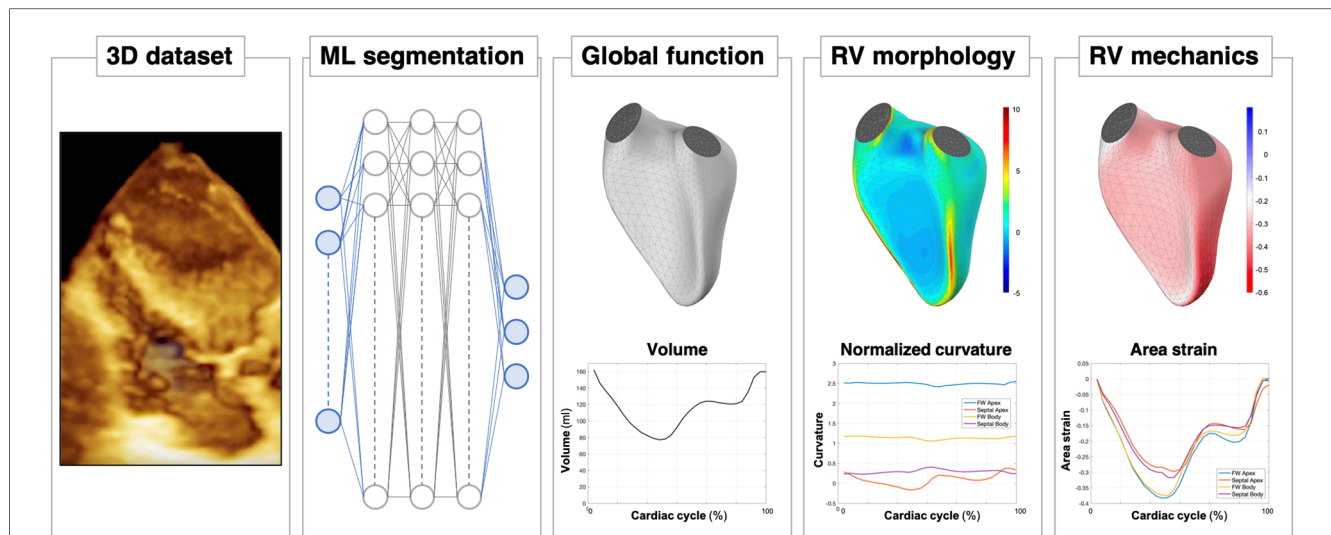 3D dataset
ML segmentation
Global function
RV morphology
RV mechanics
10
5
0
-5
0.1
0
-0.1
-0.2
-0.3
-0.4
-0.5
-0.6
Volume
Volume (ml)
160
140
120
100
80
60
40
20
0
0
100
Cardiac cycle (%)
Normalized curvature
Curvature
3
2.5
2
1.5
1
0.5
0
-0.5
FW Apex
Septal Apex
FW Body
Septal Body
0
100
Cardiac cycle (%)
Area strain
Area strain
0.05
0
-0.05
-0.1
-0.15
-0.2
-0.25
-0.3
-0.35
-0.4
FW Apex
Septal Apex
FW Body
Septal Body
0
100
Cardiac cycle (%)